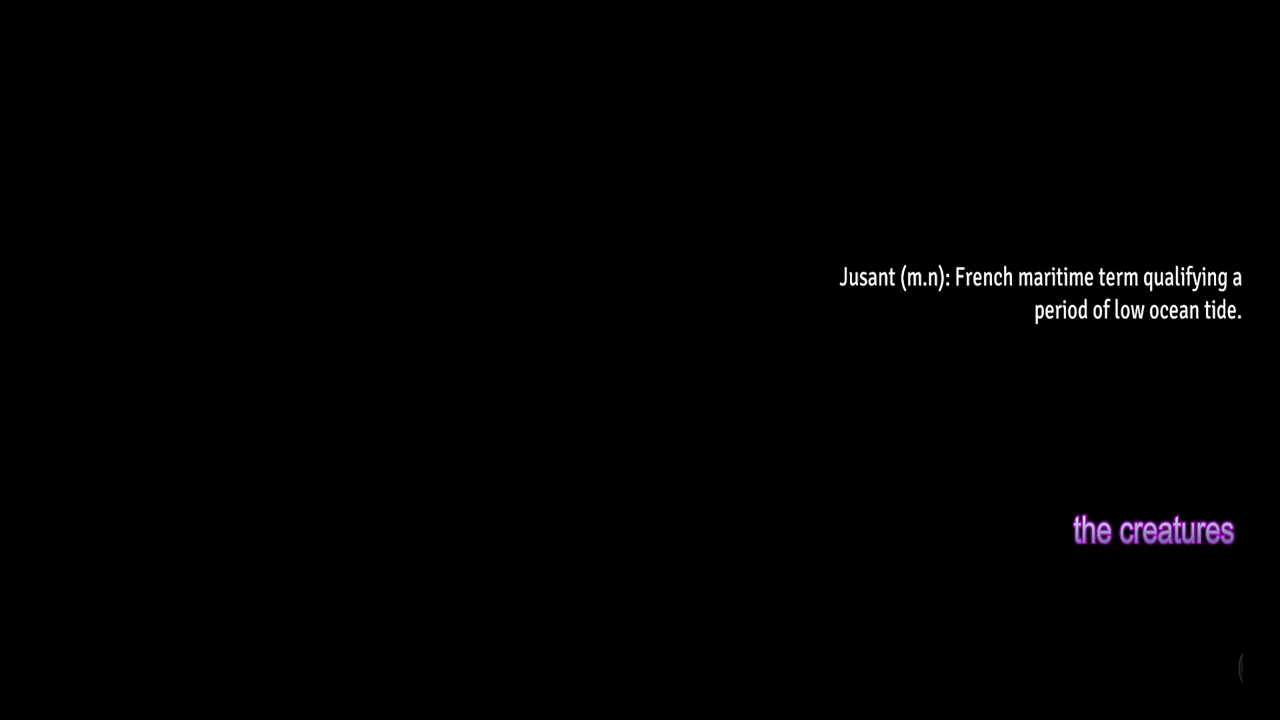 Jusant (m.n): French maritime term qualifying a
period of low ocean tide.
the creatures
(